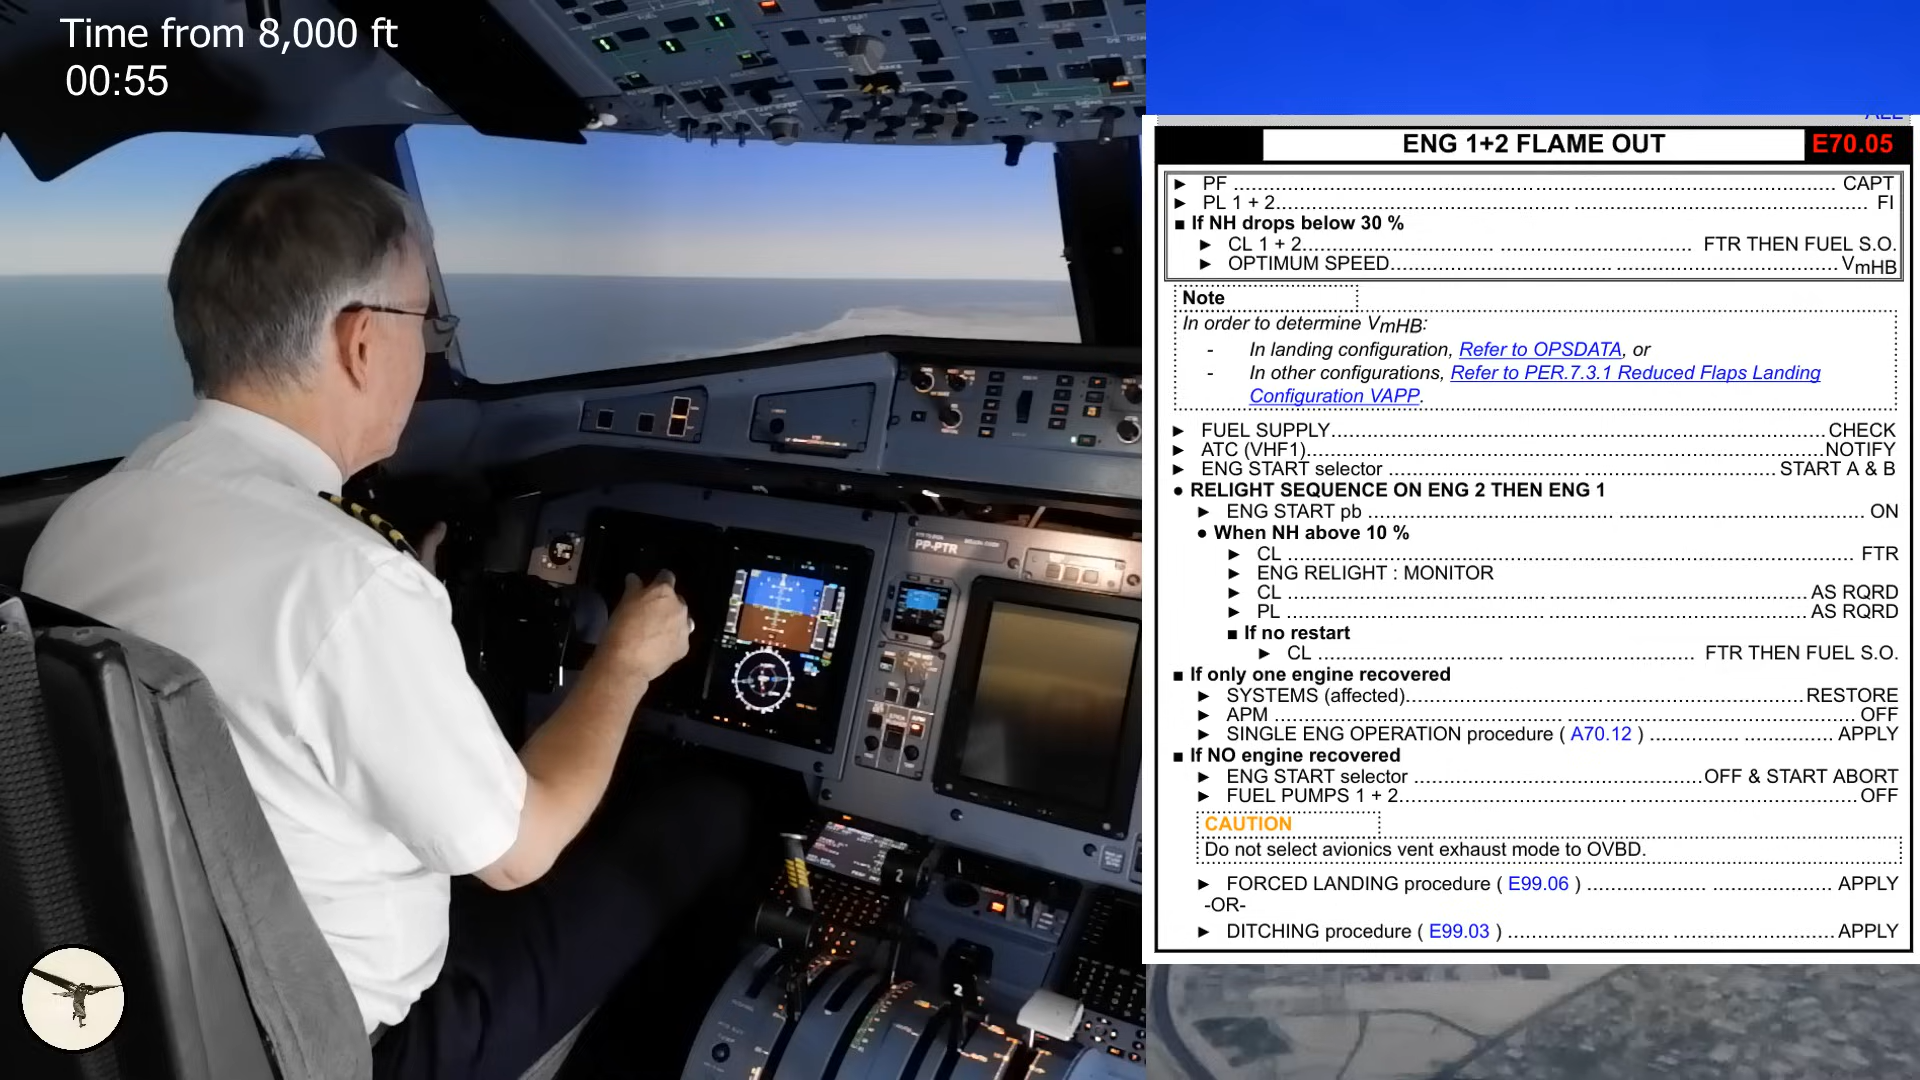 Time from 8,000 ft
00:55
ENG START
ALL
ENG 1+2 FLAME OUT E70.05
► PF ........ CAPT
► PL 1 + 2........ FI
■ If NH drops below 30 %
► CL 1 + 2........ FTR THEN FUEL S.O.
► OPTIMUM SPEED........ VmHB
Note
In order to determine VmHB:
- In landing configuration, Refer to OPSDATA, or
- In other configurations, Refer to PER.7.3.1 Reduced Flaps Landing
Configuration VAPP.
► FUEL SUPPLY........ CHECK
► ATC (VHF1)........ NOTIFY
► ENG START selector ........ START A & B
● RELIGHT SEQUENCE ON ENG 2 THEN ENG 1
► ENG START pb ........ ON
● When NH above 10 %
► CL ........ FTR
► ENG RELIGHT : MONITOR
► CL ........ AS RQRD
► PL ........ AS RQRD
■ If no restart
► CL ........ FTR THEN FUEL S.O.
■ If only one engine recovered
► SYSTEMS (affected)........ RESTORE
► APM ........ OFF
► SINGLE ENG OPERATION procedure ( A70.12 ) ........ APPLY
■ If NO engine recovered
► ENG START selector ........ OFF & START ABORT
► FUEL PUMPS 1 + 2........ OFF
CAUTION
Do not select avionics vent exhaust mode to OVBD.
► FORCED LANDING procedure ( E99.06 ) ........ APPLY
-OR-
► DITCHING procedure ( E99.03 ) ........ APPLY
PP-PTR
2
1
2